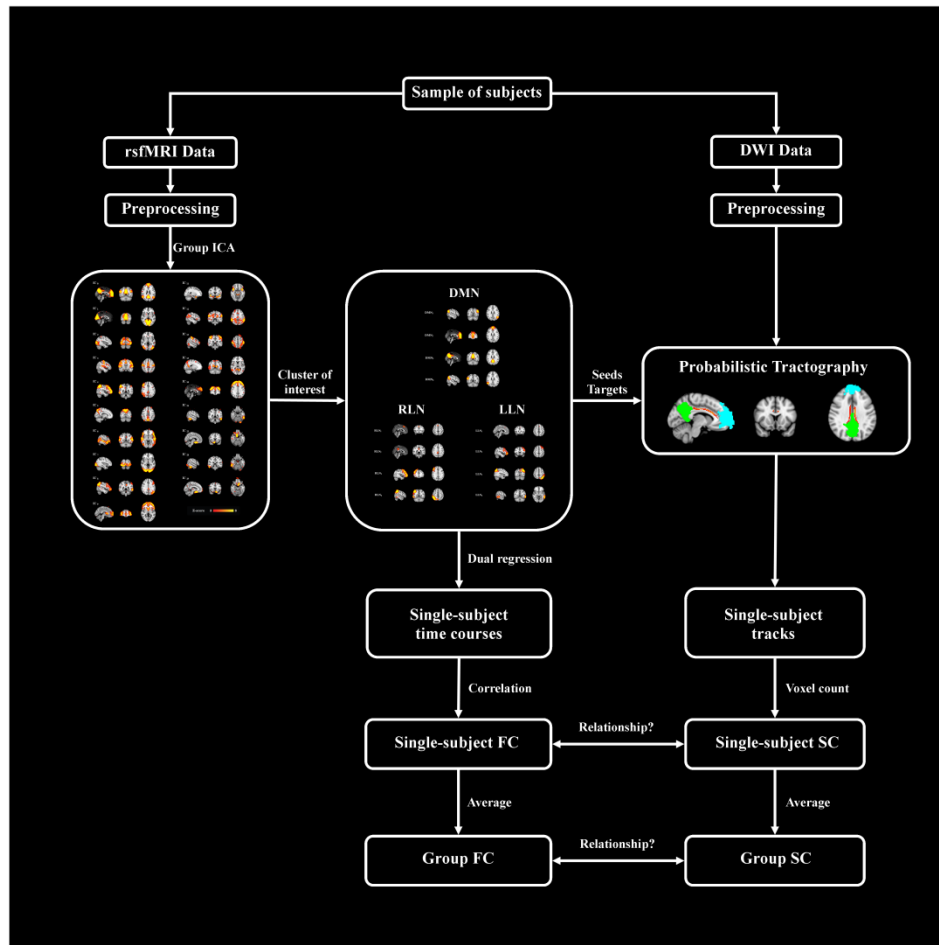 Sample of subjects
rsfMRI Data
DWI Data
Preprocessing
Preprocessing
Group ICA
DMN
Cluster of
interest
RLN
LLN
Seeds
Targets
Probabilistic Tractography
Dual regression
Single-subject
time courses
Single-subject
tracks
Correlation
Voxel count
Single-subject FC
Relationship?
Single-subject SC
Average
Average
Group FC
Relationship?
Group SC